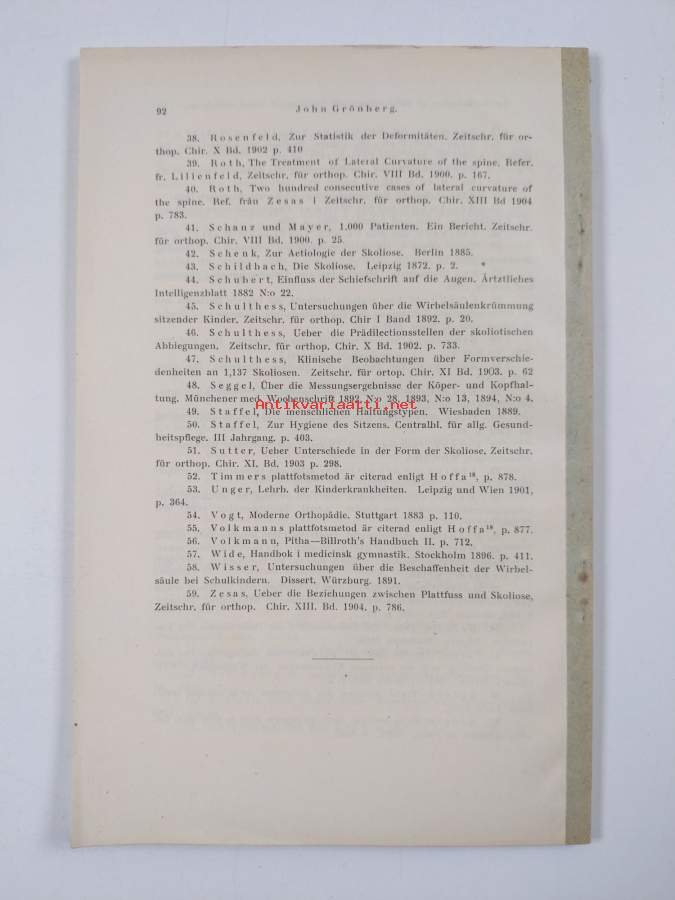 92 John Grönberg.
38. Rosenfeld, Zur Statistik der Deformitäten. Zeitschr. für or-
thop. Chir. X Bd. 1902 p. 410
39. Roth, The Treatment of Lateral Curvature of the spine. Refer.
fr. Lilienfeld, Zeitschr. für orthop. Chir. VIII Bd. 1900. p. 167.
40. Roth, Two hundred consecutive cases of lateral curvature of
the spine. Ref. från Zesas i Zeitschr. für orthop. Chir. XIII Bd 1904
p. 783.
41. Schanz und Mayer, 1,000 Patienten. Ein Bericht. Zeitschr.
für orthop. Chir. VIII Bd. 1900. p. 25.
42. Schenk, Zur Aetiologie der Skoliose. Berlin 1885.
43. Schildbach, Die Skoliose. Leipzig 1872. p. 2.
44. Schubert, Einfluss der Schiefschrift auf die Augen. Ärtztliches
Intelligenzblatt 1882 N:o 22.
45. Schulthess, Untersuchungen über die Wirbelsäulenkrümmung
sitzender Kinder. Zeitschr. für orthop. Chir I Band 1892. p. 20.
46. Schulthess, Ueber die Prädilectionsstellen der skoliotischen
Abbiegungen. Zeitschr. für orthop. Chir. X Bd. 1902. p. 733.
47. Schulthess, Klinische Beobachtungen über Formverschie-
denheiten an 1,137 Skoliosen. Zeitschr. für ortop. Chir. XI Bd. 1903. p. 62
48. Seggel, Über die Messungsergebnisse der Köper- und Kopfhal-
tung. Münchener med. Woohenschrift 1892, N:o 28, 1893, N:o 13, 1894, N:o 4.
Antikvariaatti.net
49. Staffel, Die menschlichen Haltungstypen. Wiesbaden 1889.
50. Staffel, Zur Hygiene des Sitzens. Centralhl. für allg. Gesund-
heitspflege. III Jahrgang. p. 403.
51. Sutter, Ueber Unterschiede in der Form der Skoliose. Zeitschr.
für orthop. Chir. XI. Bd. 1903 p. 298.
52. Timmers plattfotsmetod är citerad enligt Hoffa¹⁸, p. 878.
53. Unger, Lehrb. der Kinderkrankheiten. Leipzig und Wien 1901.
p. 364.
54. Vogt, Moderne Orthopädie. Stuttgart 1883 p. 110.
55. Volkmanns plattfotsmetod är citerad enligt Hoffa¹⁸, p. 877.
56. Volkmann, Pitha—Billroth's Handbuch II. p. 712.
57. Wide, Handbok i medicinsk gymnastik. Stockholm 1896. p. 411.
58. Wisser, Untersuchungen über die Beschaffenheit der Wirbel-
säule bei Schulkindern. Dissert. Würzburg. 1891.
59. Zesas, Ueber die Bezichungen zwischen Plattfuss und Skoliose,
Zeitschr. für orthop. Chir. XIII. Bd. 1904. p. 786.